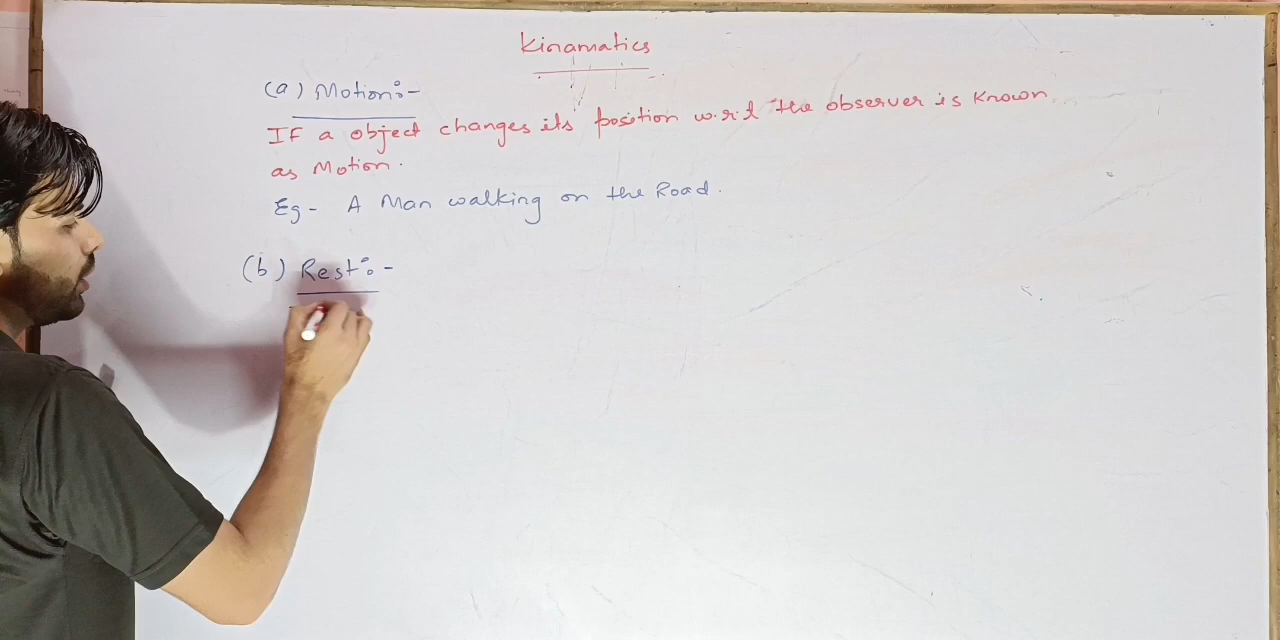 Kinamatics
(a) Motion:-
IF a object changes its position w.r.t the observer is known
as Motion.
Eg - A Man walking on the Road.
(b) Rest:-